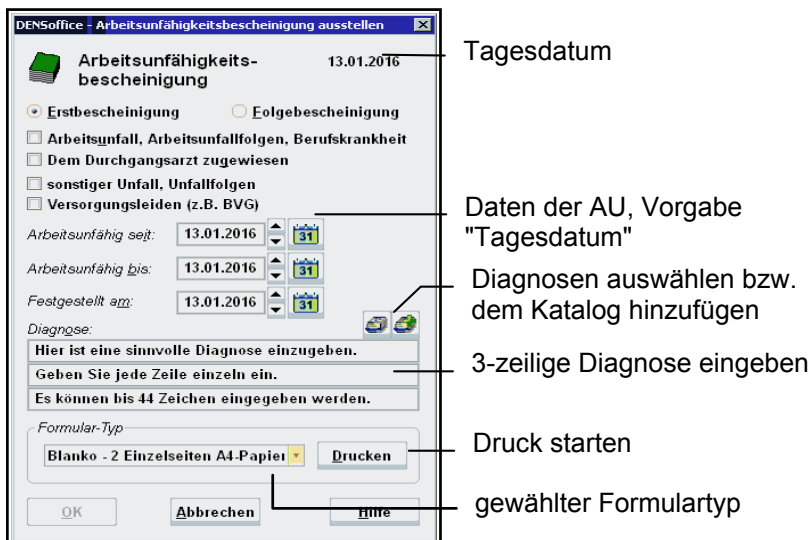 DENSoffice - Arbeitsunfähigkeitsbescheinigung ausstellen
Arbeitsunfähigkeits-
bescheinigung
13.01.2016
Tagesdatum
Erstbescheinigung
Folgebescheinigung
Arbeitsunfall, Arbeitsunfallfolgen, Berufskrankheit
Dem Durchgangsarzt zugewiesen
sonstiger Unfall, Unfallfolgen
Versorgungsleiden (z.B. BVG)
Daten der AU, Vorgabe
"Tagesdatum"
Arbeitsunfähig seit: 13.01.2016 31
Arbeitsunfähig bis: 13.01.2016 31
Festgestellt am: 13.01.2016 31
Diagnosen auswählen bzw.
dem Katalog hinzufügen
Diagnose:
Hier ist eine sinnvolle Diagnose einzugeben.
Geben Sie jede Zeile einzeln ein.
Es können bis 44 Zeichen eingegeben werden.
3-zeilige Diagnose eingeben
Formular-Typ
Blanko - 2 Einzelseiten A4-Papier
Drucken
Druck starten
gewählter Formulartyp
OK
Abbrechen
Hilfe